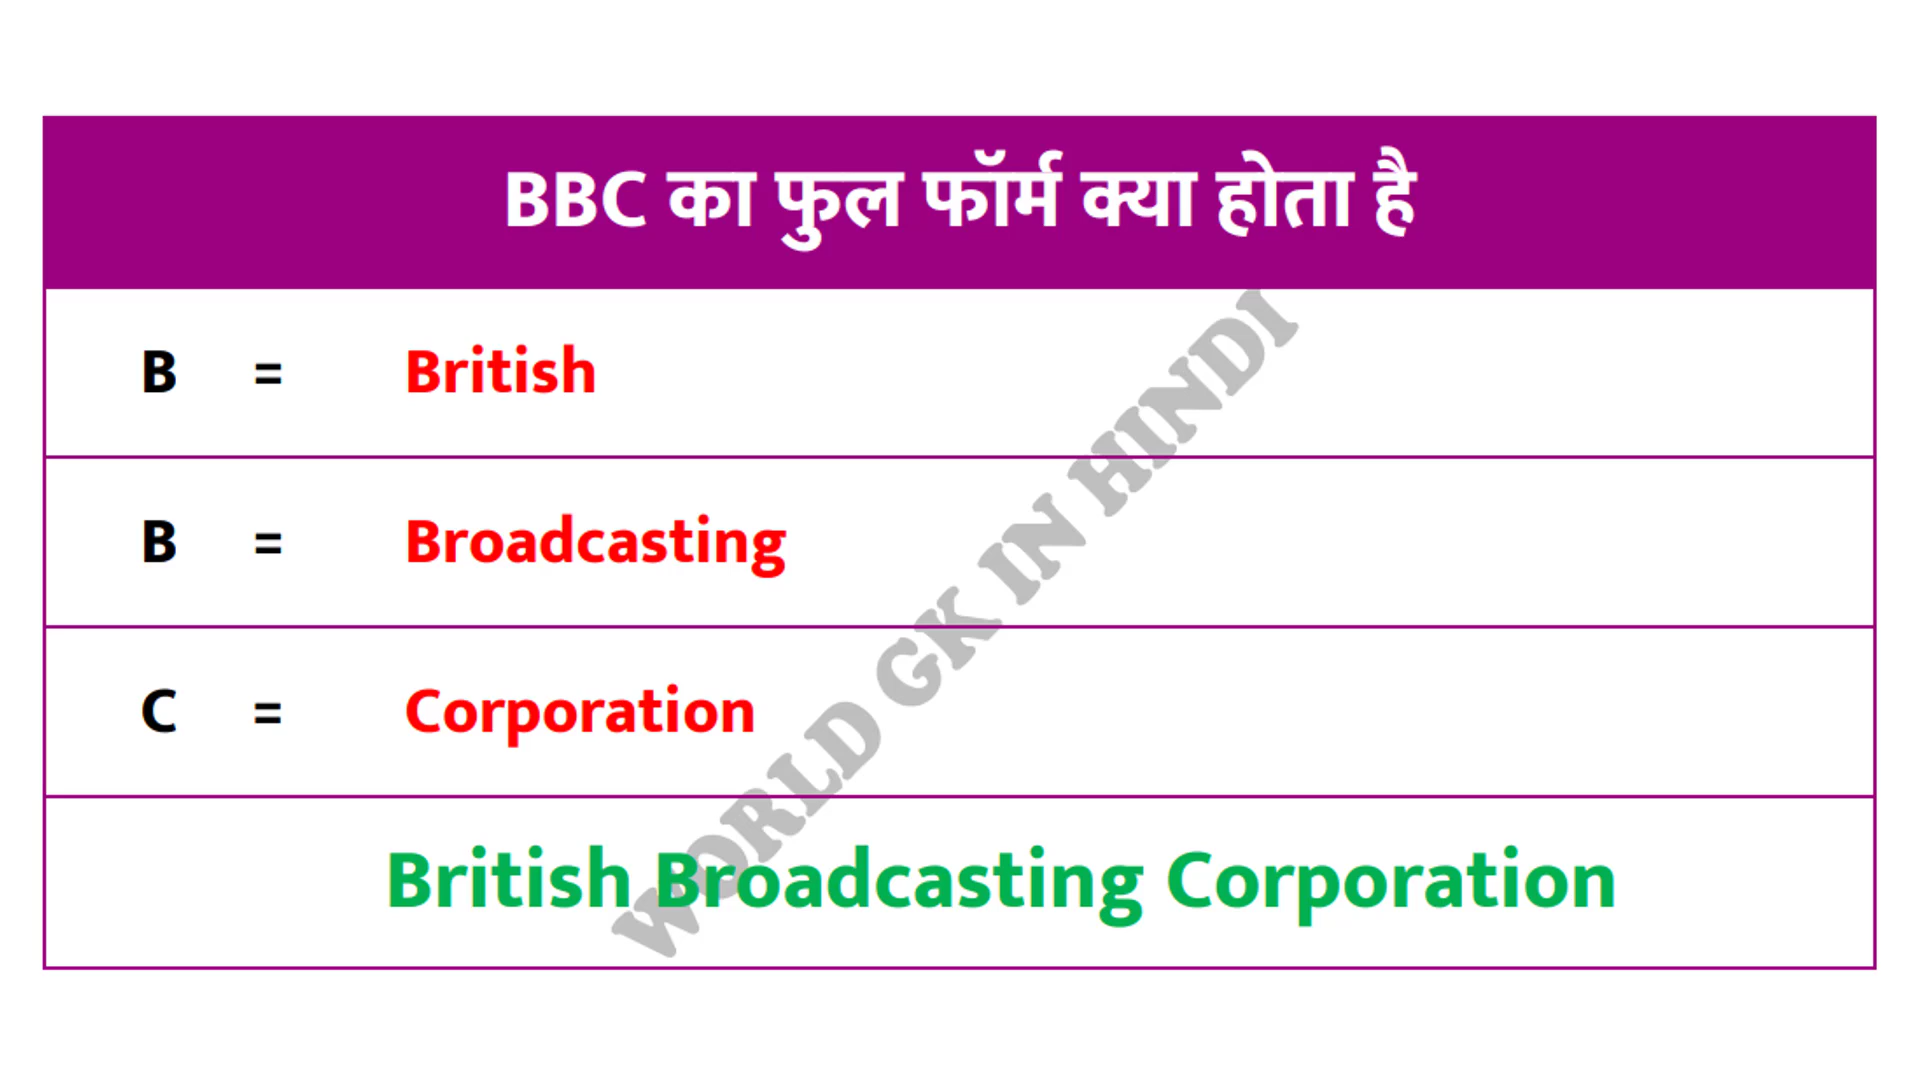 BBC का फुल फॉर्म क्या होता है
B = British
B = Broadcasting
C = Corporation
British Broadcasting Corporation
WORLD GK IN HINDI